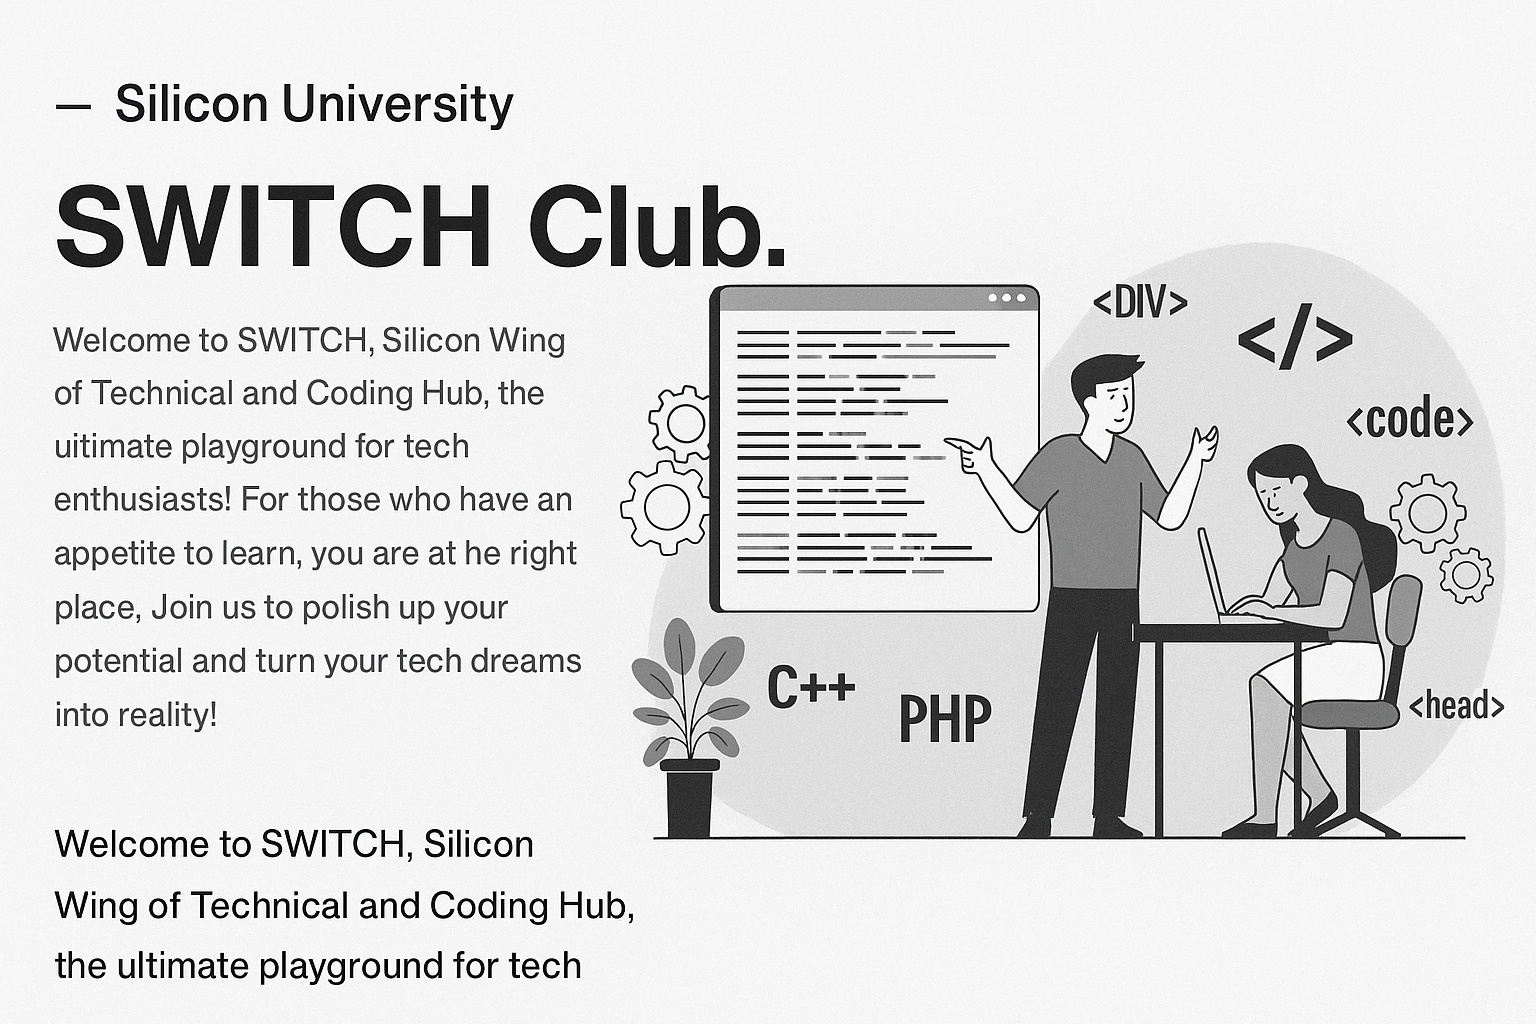 — Silicon University
SWITCH Club.
Welcome to SWITCH, Silicon Wing
of Technical and Coding Hub, the
uitimate playground for tech
enthusiasts! For those who have an
appetite to learn, you are at he right
place, Join us to polish up your
potential and turn your tech dreams
into reality!
Welcome to SWITCH, Silicon
Wing of Technical and Coding Hub,
the ultimate playground for tech
<DIV>
</>
<code>
C++
PHP
<head>